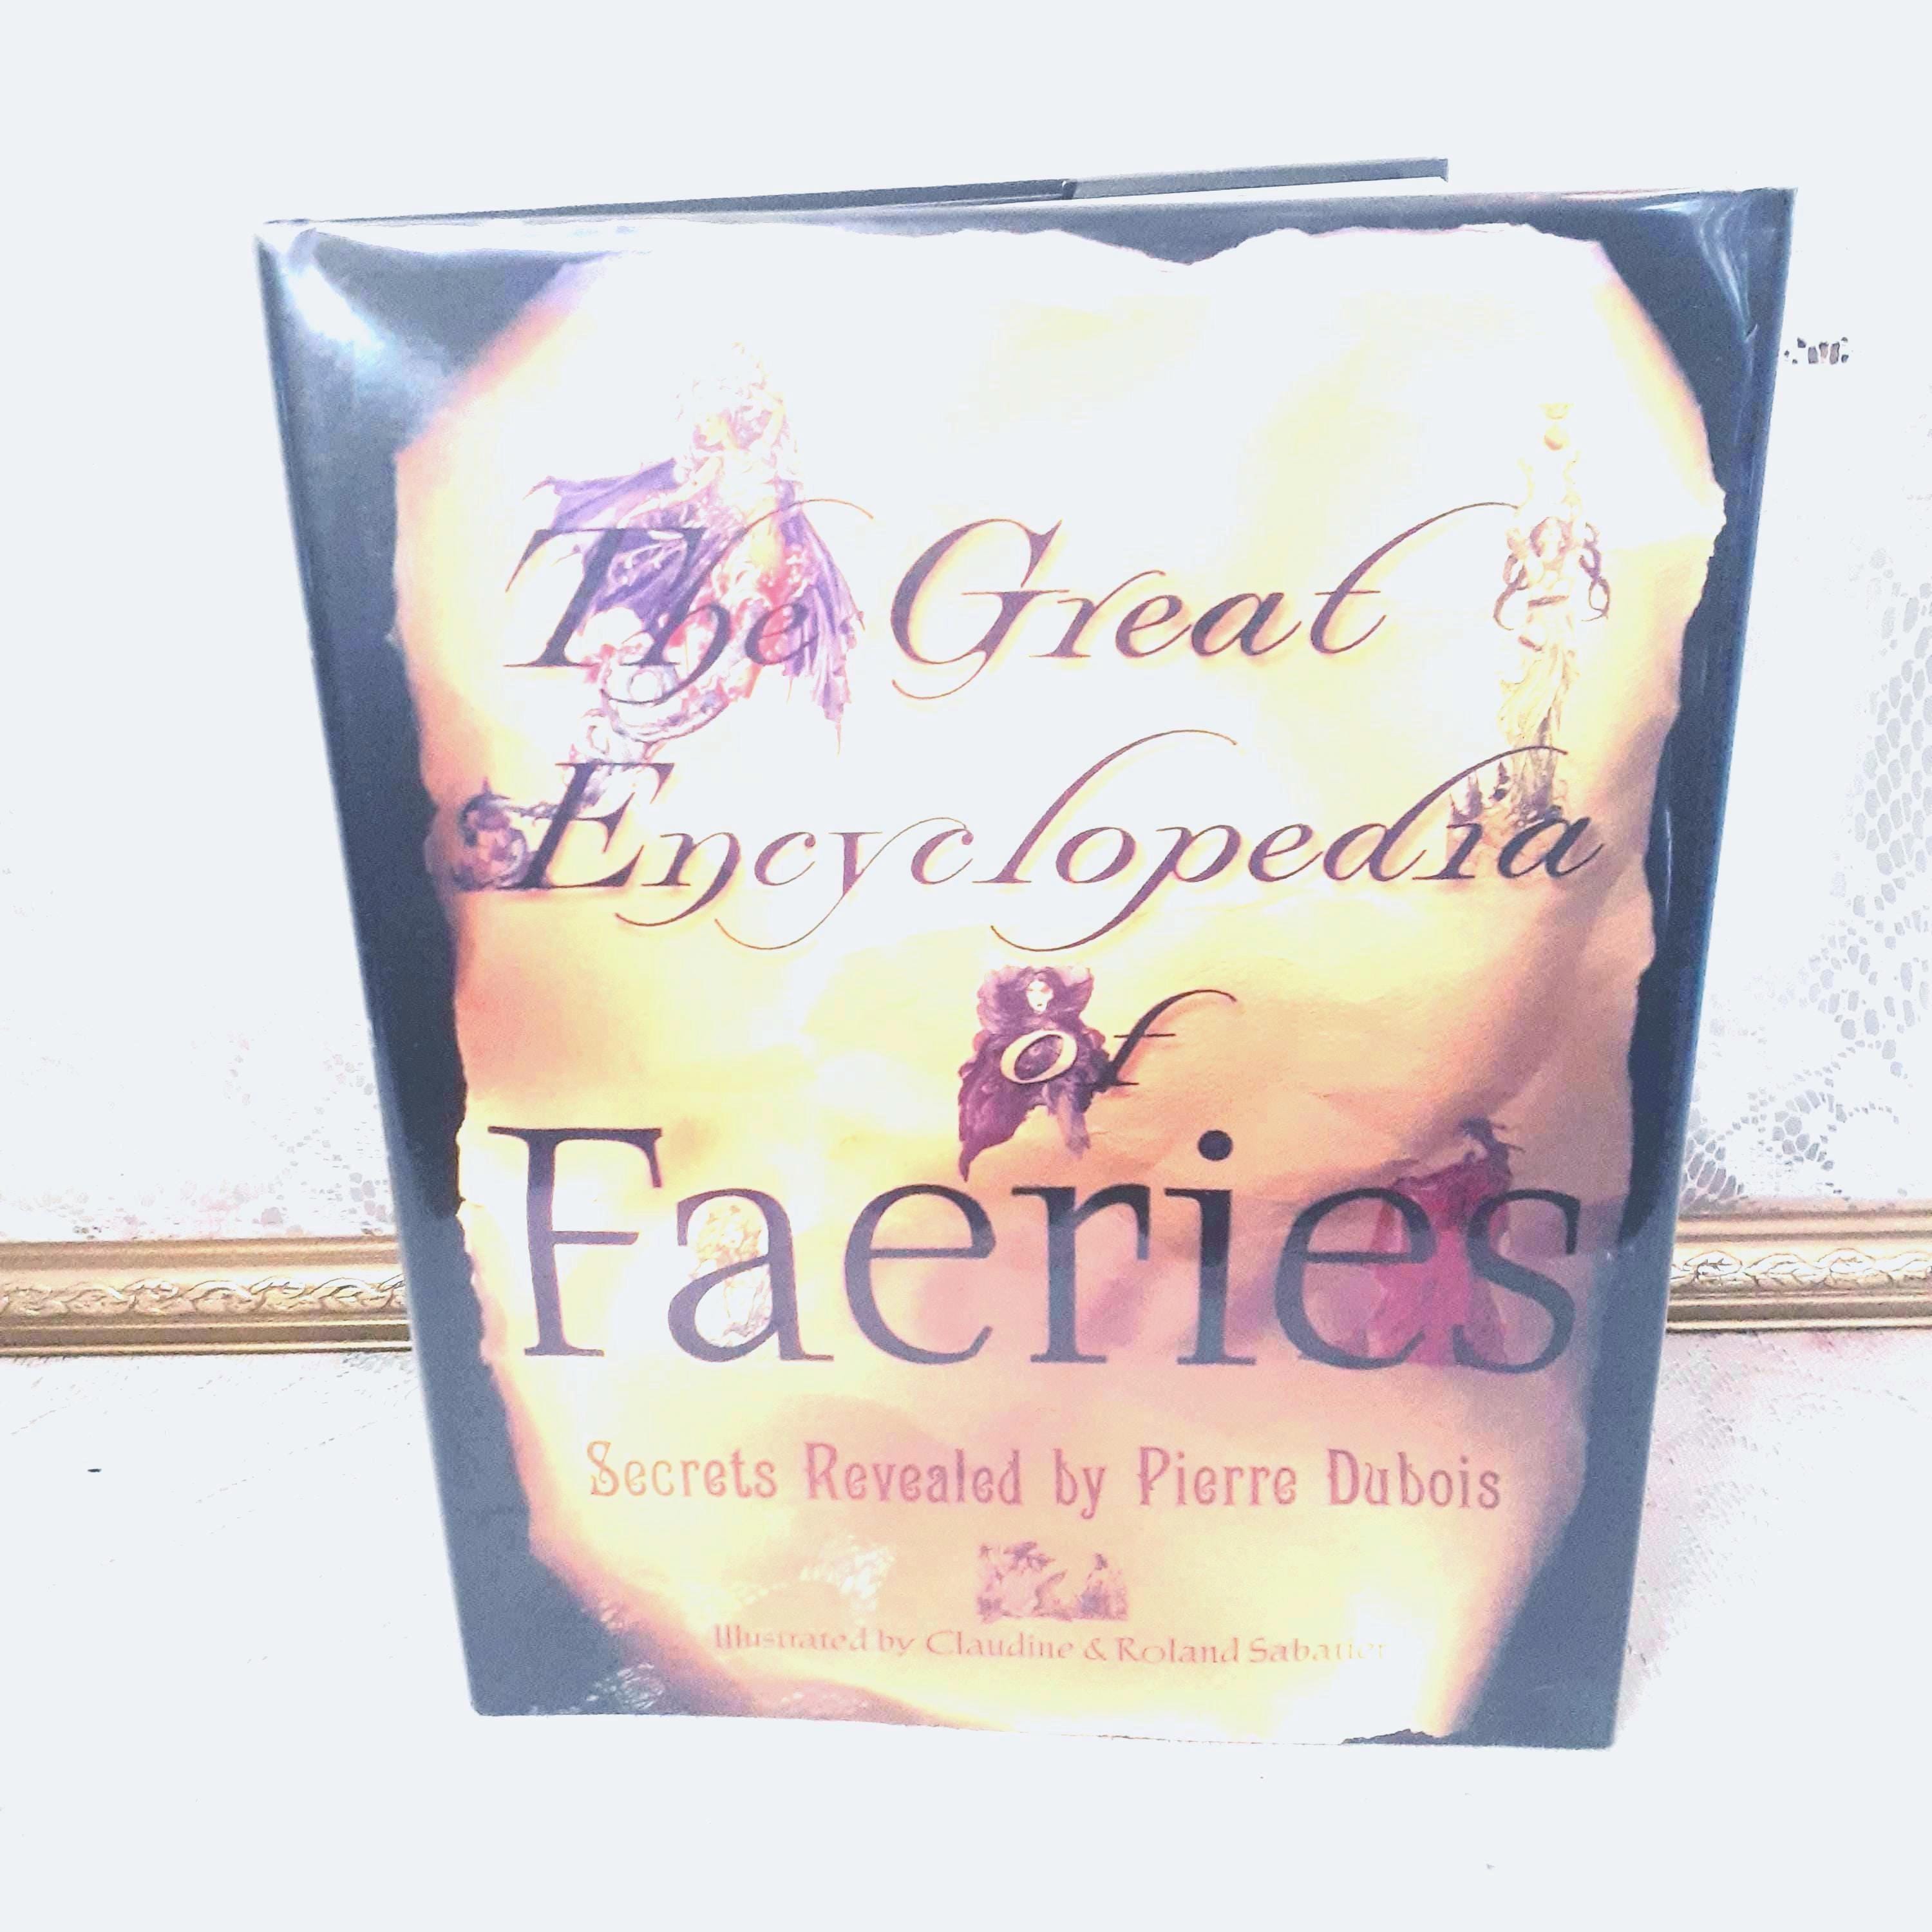 The Great
Encyclopedia
of
Faeries
Secrets Revealed by Pierre Dubois
Illustrated by Claudine & Roland Sabatier